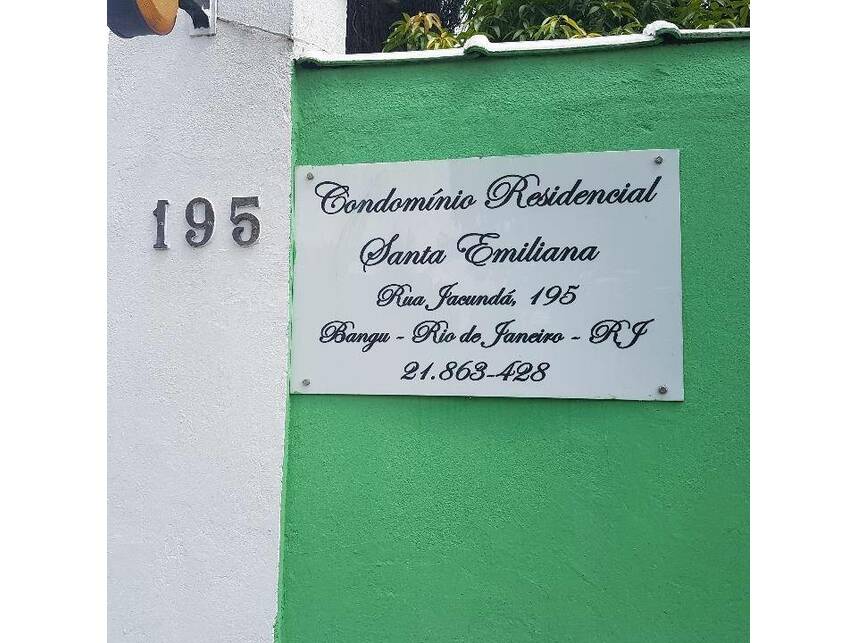 195
Condomínio Residencial
Santa Emiliana
Rua Jacundá, 195
Bangu - Rio de Janeiro - RJ
21.863-428